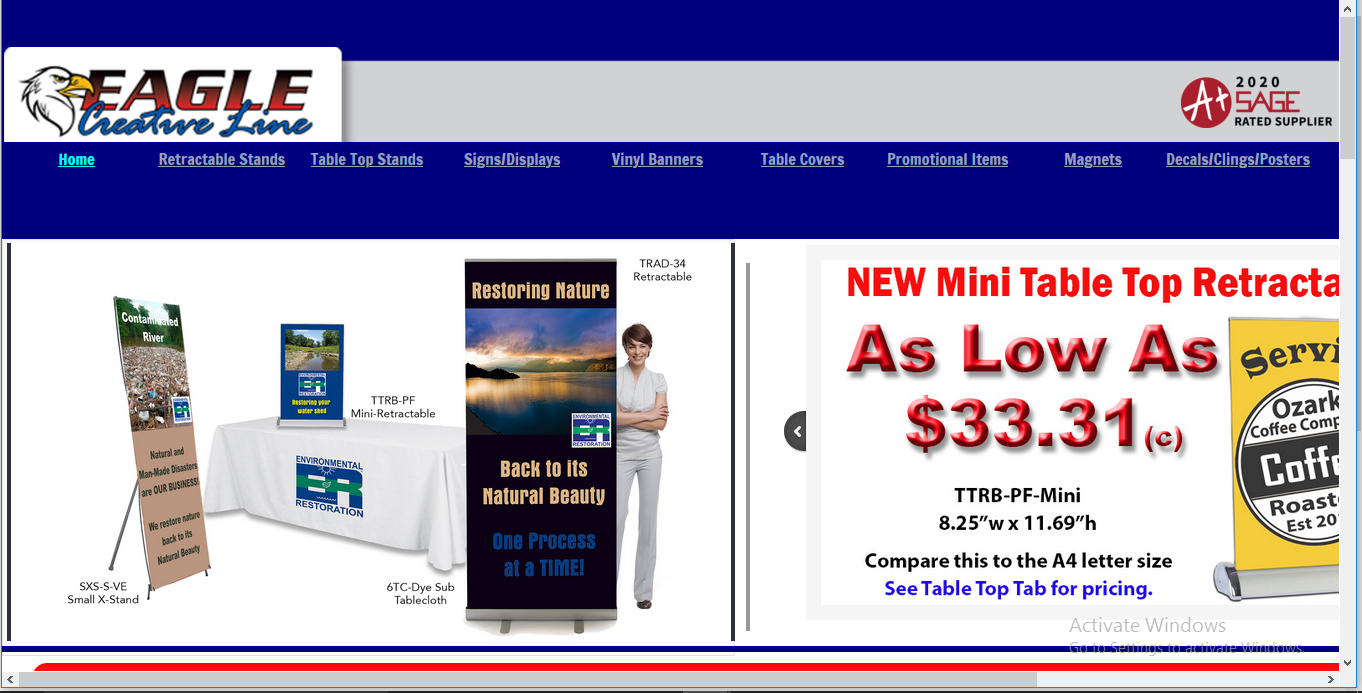 EAGLE
Creative Line
2020
A+ SAGE
RATED SUPPLIER
Home
Retractable Stands
Table Top Stands
Signs/Displays
Vinyl Banners
Table Covers
Promotional Items
Magnets
Decals/Clings/Posters
TRAD-34
Retractable
Restoring Nature
ENVIRONMENTAL
ER
RESTORATION
Back to its
Natural Beauty
One Process
at a TIME!
Contaminated
River
Natural and
Man-Made Disasters
are OUR BUSINESS!
We restore nature
back to its
Natural Beauty
SXS-S-VE
Small X-Stand
ER
Restoring your
water shed
TTRB-PF
Mini-Retractable
ENVIRONMENTAL
ER
RESTORATION
6TC-Dye Sub
Tablecloth
NEW Mini Table Top Retracta
As Low As
$33.31(c)
TTRB-PF-Mini
8.25”w x 11.69”h
Compare this to the A4 letter size
See Table Top Tab for pricing.
Servi
Ozark
Coffee Comp
Coffe
Roast
Est 20
Activate Windows
Go to Settings to activate Windows.